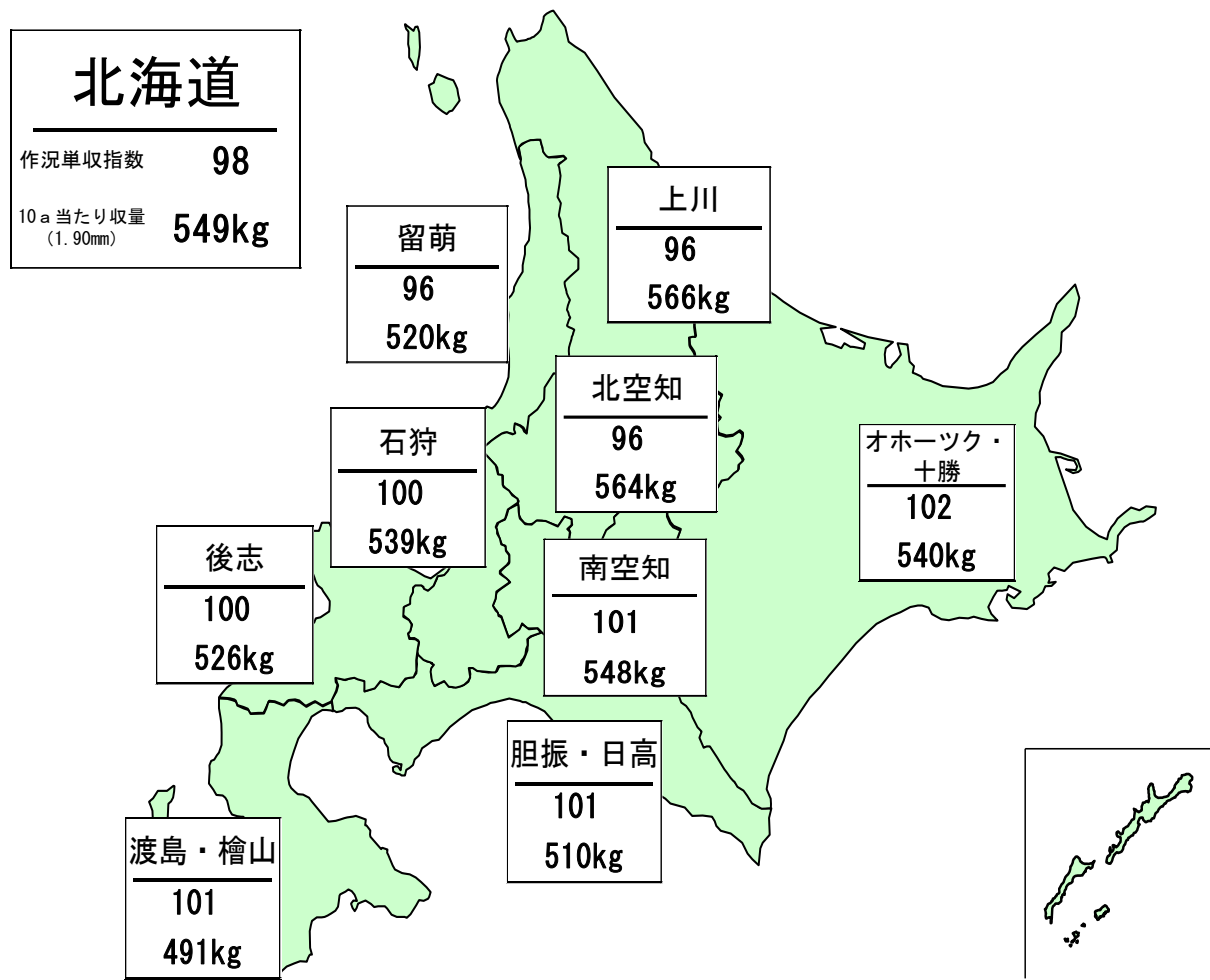 北海道
作況単収指数 98
10a当たり収量
(1.90mm) 549kg
上川
96
566kg
留萌
96
520kg
北空知
96
564kg
石狩
100
539kg
オホーツク・
十勝
102
540kg
後志
100
526kg
南空知
101
548kg
胆振・日高
101
510kg
渡島・檜山
101
491kg